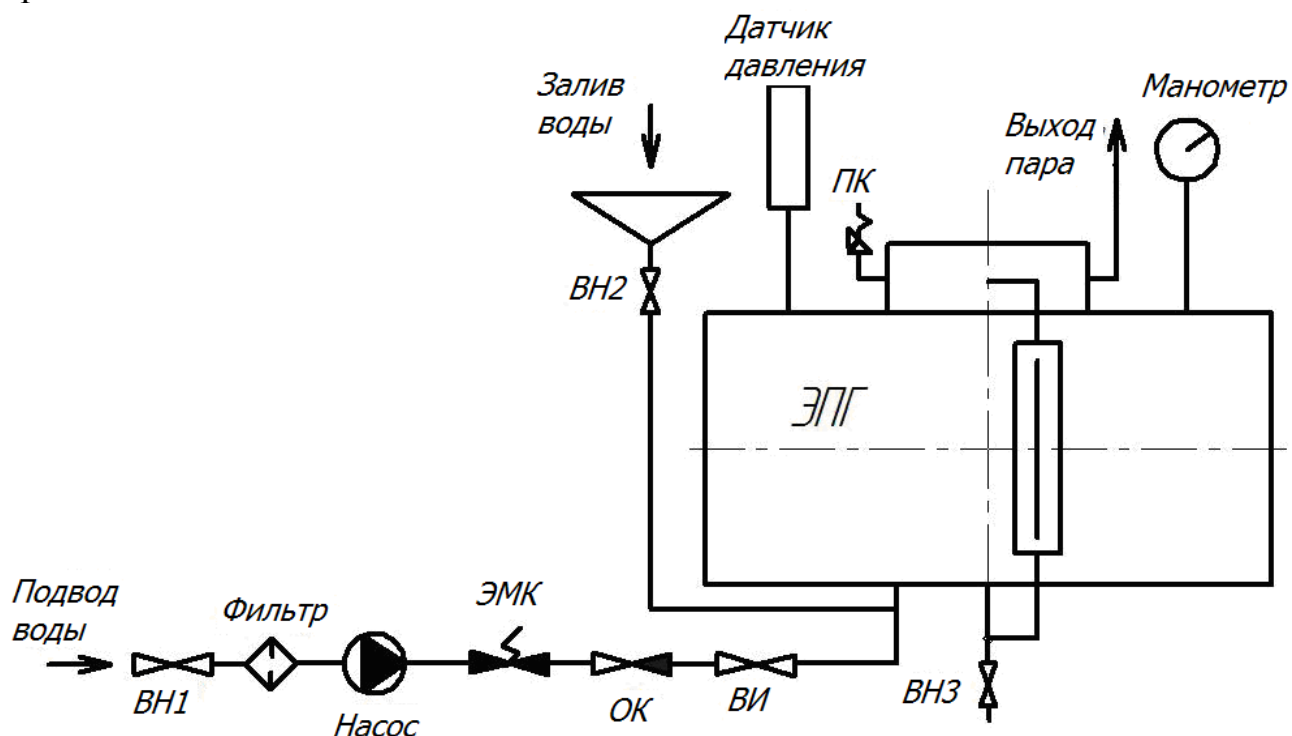 Датчик
давления
Залив
воды
Манометр
Выход
пара
ПК
ВН2
ЭПГ
Подвод
воды
Фильтр
ЭМК
ВН1
Насос
ОК
ВИ
ВН3